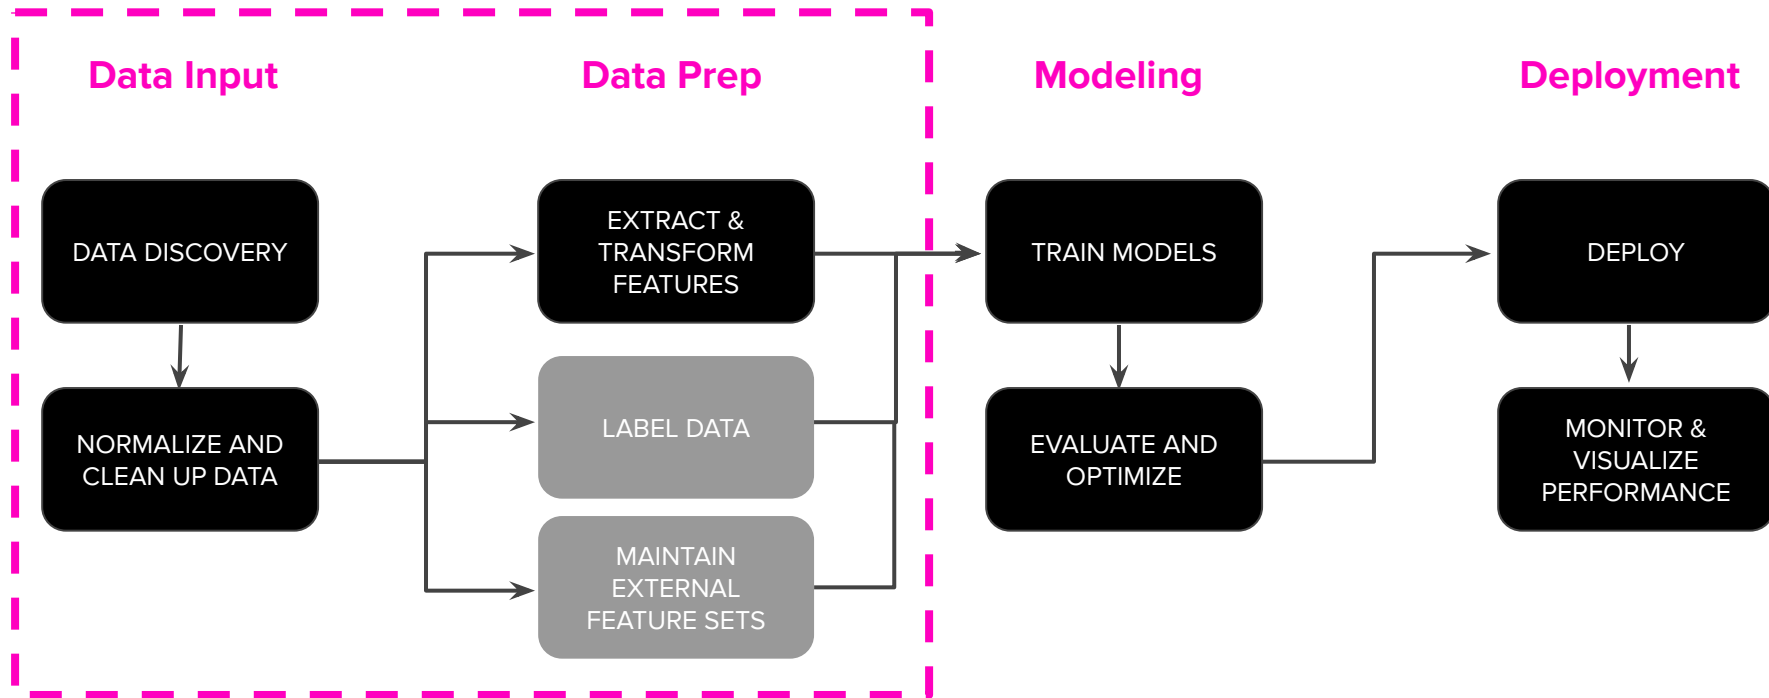 Data Input
Data Prep
Modeling
Deployment
DATA DISCOVERY
NORMALIZE AND
CLEAN UP DATA
EXTRACT &
TRANSFORM
FEATURES
LABEL DATA
MAINTAIN
EXTERNAL
FEATURE SETS
TRAIN MODELS
EVALUATE AND
OPTIMIZE
DEPLOY
MONITOR &
VISUALIZE
PERFORMANCE